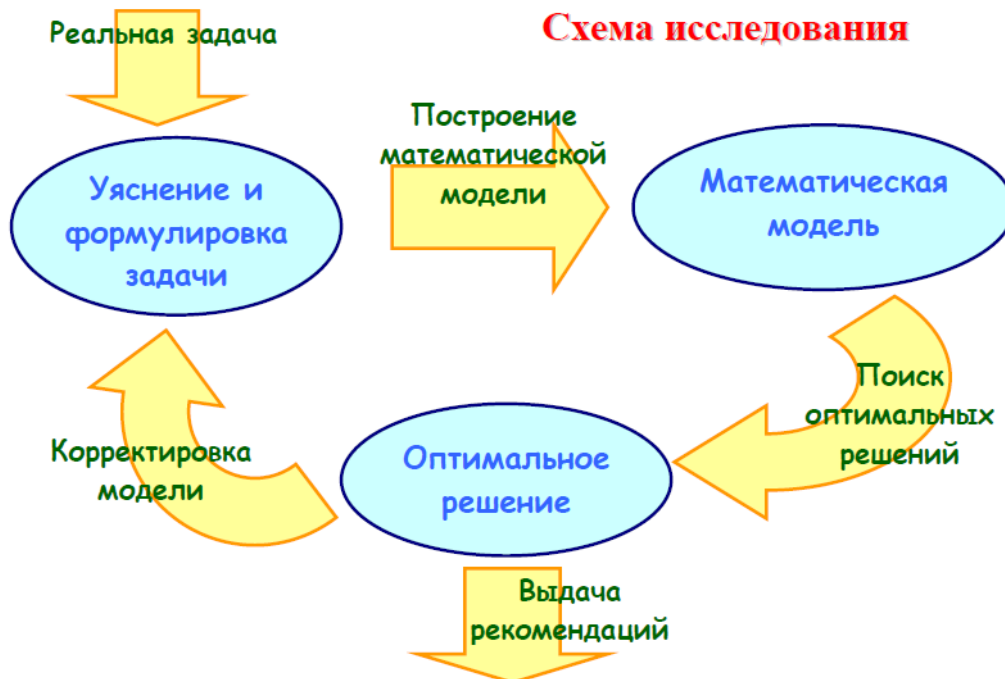 Реальная задача
Схема исследования
Уяснение и
формулировка
задачи
Построение
математической
модели
Математическая
модель
Поиск
оптимальных
решений
Оптимальное
решение
Корректировка
модели
Выдача
рекомендаций